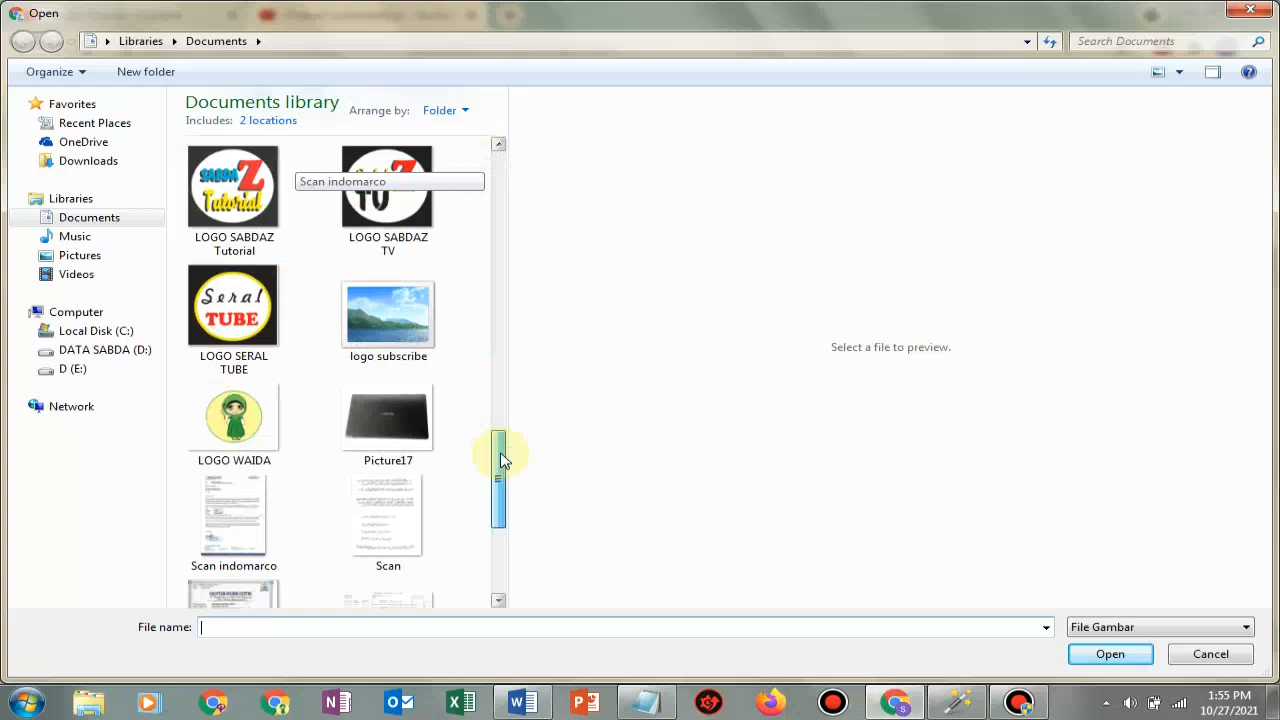 Open
Libraries
Documents
Search Documents
Organize
New folder
Favorites
Recent Places
OneDrive
Downloads
Libraries
Documents
Music
Pictures
Videos
Computer
Local Disk (C:)
DATA SABDA (D:)
D (E:)
Network
Documents library
Includes: 2 locations
Arrange by: Folder
SABDA Z
Tutorial
LOGO SABDAZ
Tutorial
Scan indomarco
TV
LOGO SABDAZ
TV
Seral
TUBE
LOGO SERAL
TUBE
logo subscribe
LOGO WAIDA
Picture17
Scan indomarco
Scan
Select a file to preview.
File name:
File Gambar
Open
Cancel
1:55 PM
10/27/2021